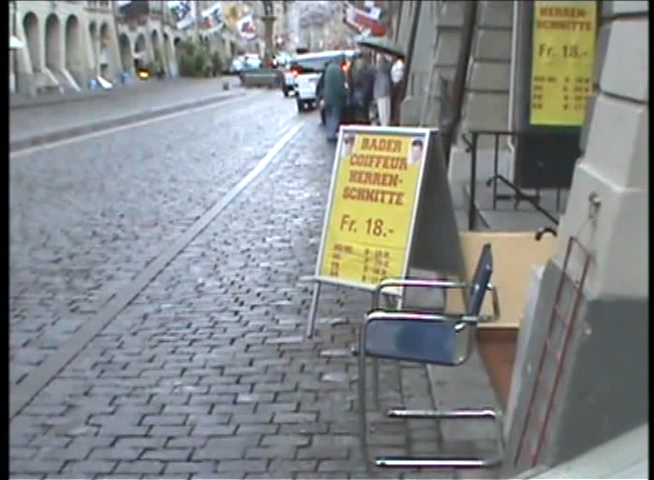 BADER
COIFFEUR
HERREN-
SCHNITTE
Fr. 18.-
HERREN-
SCHNITTE
Fr. 18.-